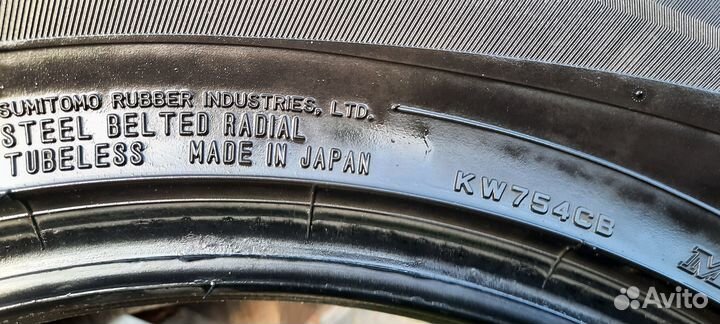 SUMITOMO RUBBER INDUSTRIES, LTD.
STEEL BELTED RADIAL
TUBELESS MADE IN JAPAN
KW754CB
M
Avito